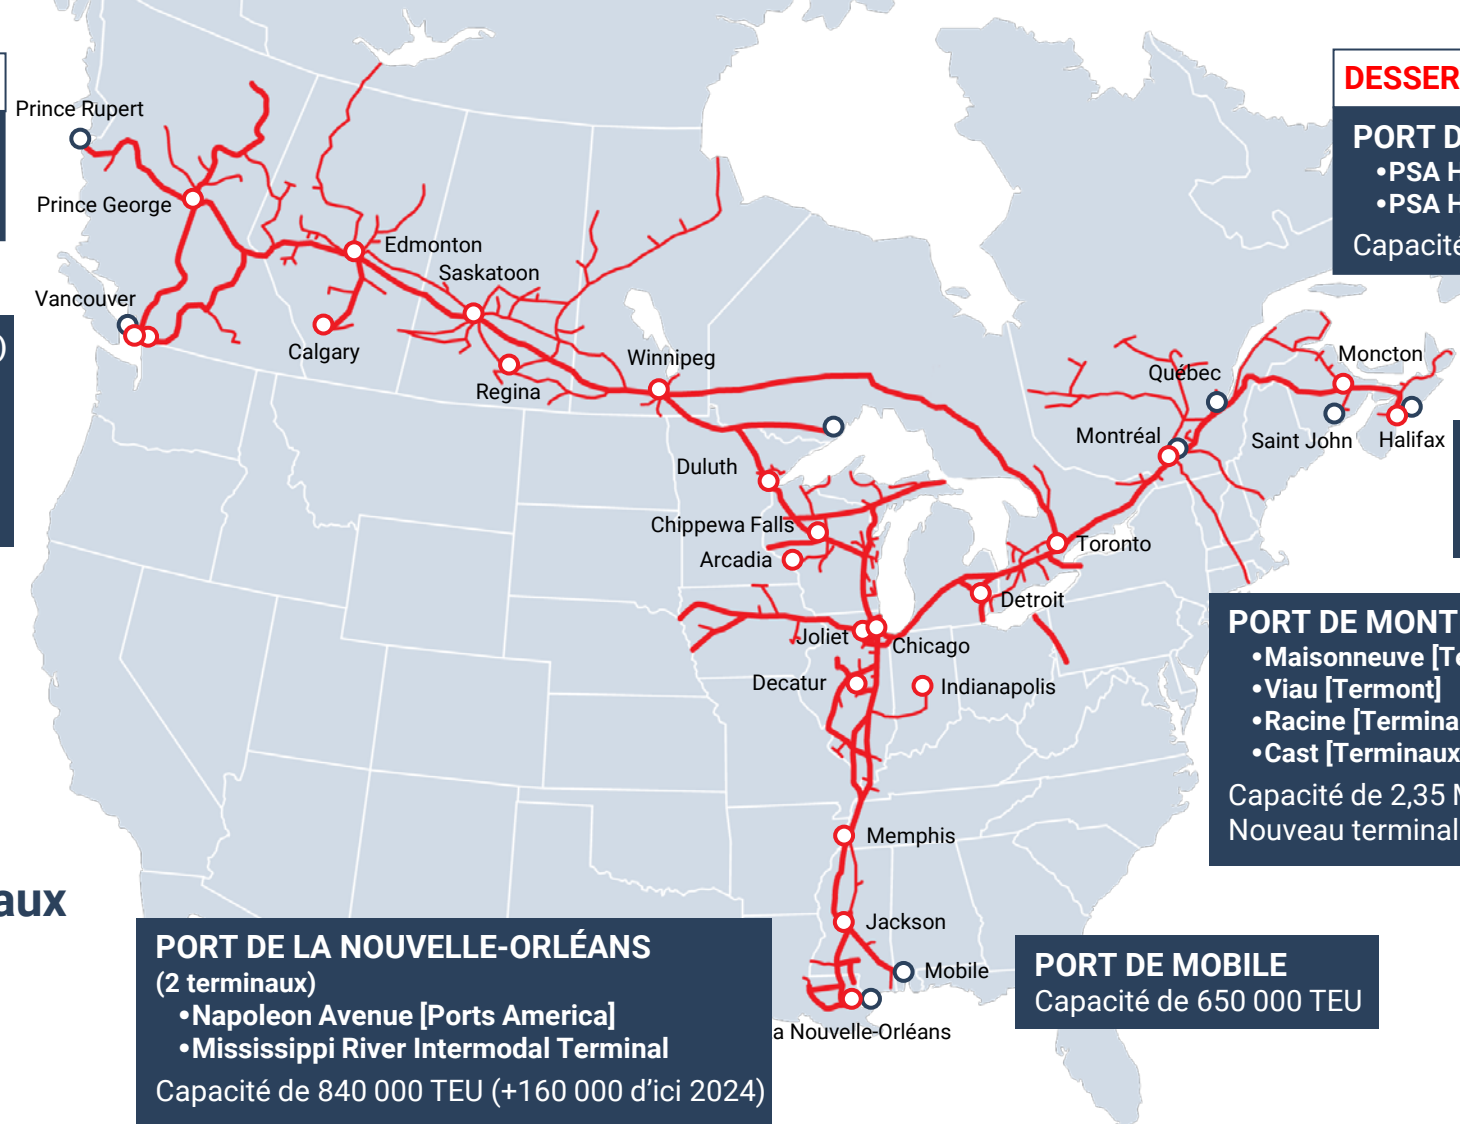 DESSER
Prince Rupert
PORT D
•PSA H
•PSA H
Capacité
Prince George
Edmonton
Saskatoon
Vancouver
)
Calgary
Winnipeg
Regina
Moncton
Québec
Montréal
Saint John
Halifax
Duluth
Chippewa Falls
Arcadia
Toronto
Detroit
Joliet
Chicago
Decatur
Indianapolis
PORT DE MONT
•Maisonneuve [Te
•Viau [Termont]
•Racine [Termina
•Cast [Terminaux
Capacité de 2,35 M
Nouveau terminal
Memphis
aux
Jackson
Mobile
a Nouvelle-Orléans
PORT DE LA NOUVELLE-ORLÉANS
(2 terminaux)
•Napoleon Avenue [Ports America]
•Mississippi River Intermodal Terminal
Capacité de 840 000 TEU (+160 000 d'ici 2024)
PORT DE MOBILE
Capacité de 650 000 TEU